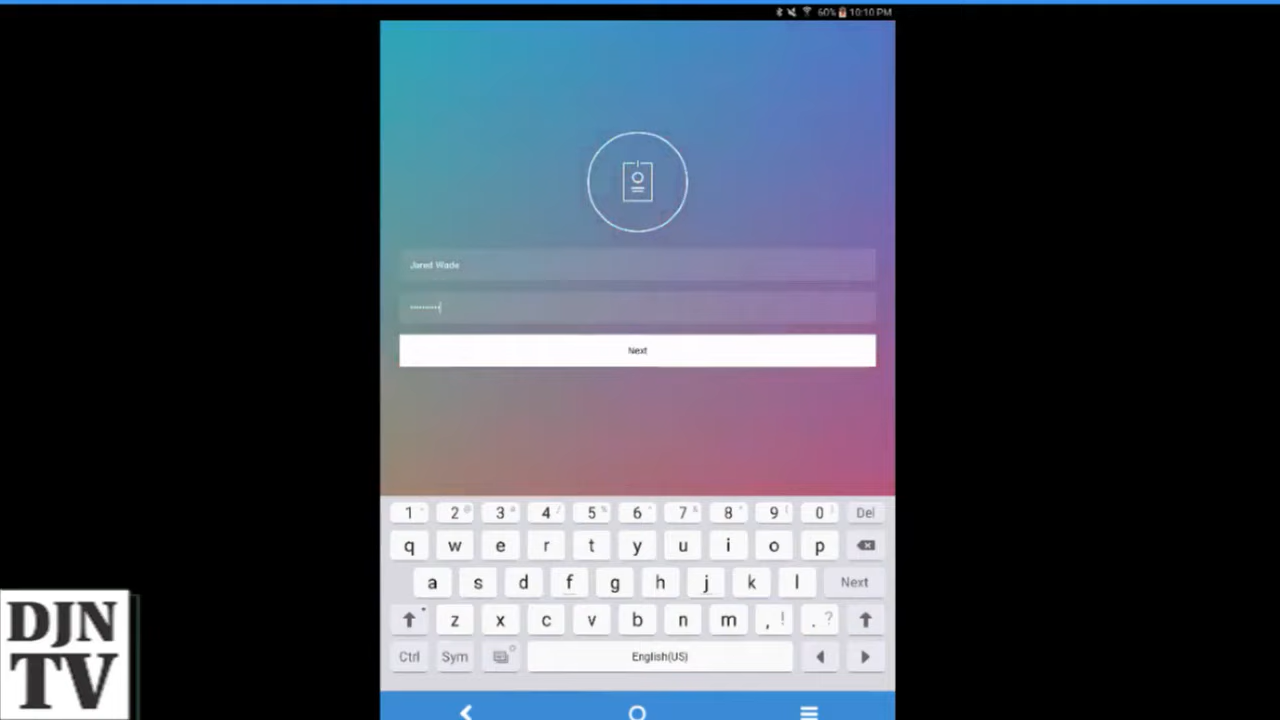 60% 10:10 PM
Jared Wade
Next
1 2 @ 3 4 / 5 6 7 & 8 9 0 Del
q w e r t y u i o p
a s d f g h j k l Next
z x c v b n m , ! . ?
Ctrl Sym English(US)
DJN
TV